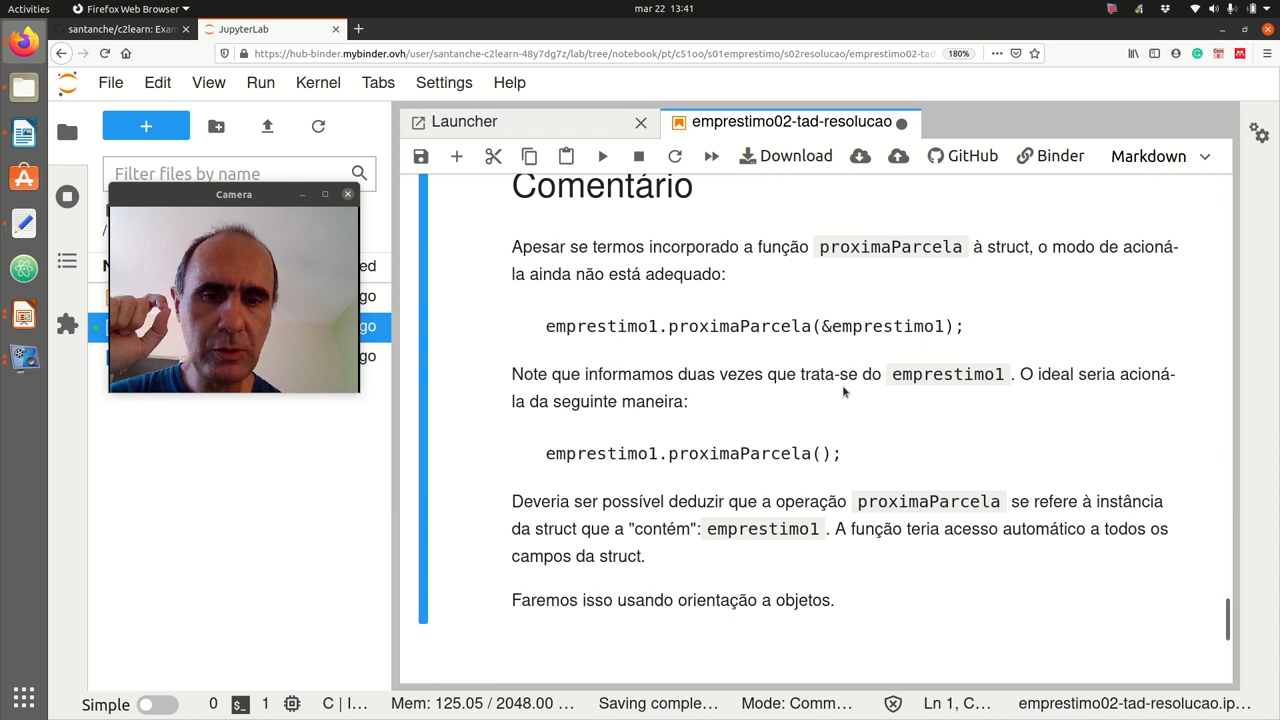 Activities Firefox Web Browser mar 22 13:41
santanche/c2learn: Exam JupyterLab
https://hub-binder.mybinder.ovh/user/santanche-c2learn-48y7dg7z/lab/tree/notebook/pt/c51oo/s01emprestimo/s02resolucao/emprestimo02-tad- 180%
File Edit View Run Kernel Tabs Settings Help
Launcher emprestimo02-tad-resolucao
Download GitHub Binder Markdown
Filter files by name
Camera
ed
go
go
go
Comentário
Apesar se termos incorporado a função proximaParcela à struct, o modo de acioná-
la ainda não está adequado:
emprestimo1.proximaParcela(&emprestimo1);
Note que informamos duas vezes que trata-se do emprestimo1 . O ideal seria acioná-
la da seguinte maneira:
emprestimo1.proximaParcela();
Deveria ser possível deduzir que a operação proximaParcela se refere à instância
da struct que a "contém": emprestimo1 . A função teria acesso automático a todos os
campos da struct.
Faremos isso usando orientação a objetos.
Simple 0 1 C | I... Mem: 125.05 / 2048.00 ... Saving comple... Mode: Comm... Ln 1, C... emprestimo02-tad-resolucao.ip...